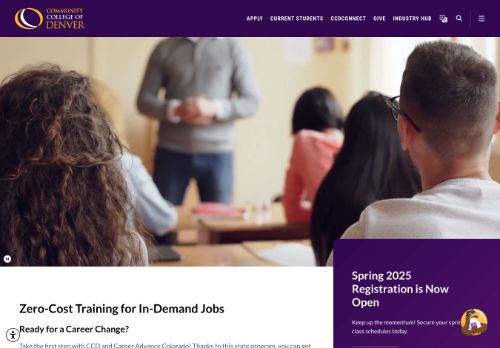 COMMUNITY
COLLEGE OF
DENVER
APPLY CURRENT STUDENTS CCDCONNECT GIVE INDUSTRY HUB
Spring 2025
Registration is Now
Open
Keep up the momentum! Secure your spring
class schedules today.
Zero-Cost Training for In-Demand Jobs
Ready for a Career Change?
Take the first step with CCD and Career Advance Colorado! Thanks to this state program, you can get